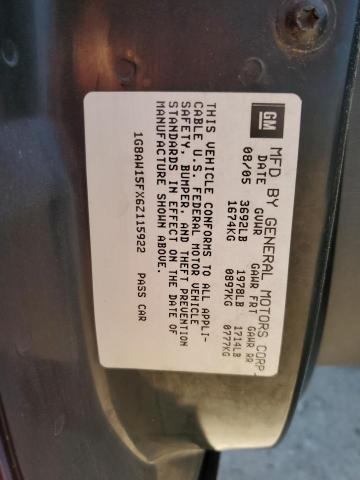 GM
MFD BY GENERAL MOTORS CORP.
DATE GVWR GAWR FRT GAWR RR
08/05 3692LB 1978LB 1714LB
1674KG 0897KG 0777KG
THIS VEHICLE CONFORMS TO ALL APPLI-
CABLE U.S. FEDERAL MOTOR VEHICLE
SAFETY, BUMPER, AND THEFT PREVENTION
STANDARDS IN EFFECT ON THE DATE OF
MANUFACTURE SHOWN ABOVE.
1G8AW15FX6Z115922 PASS CAR